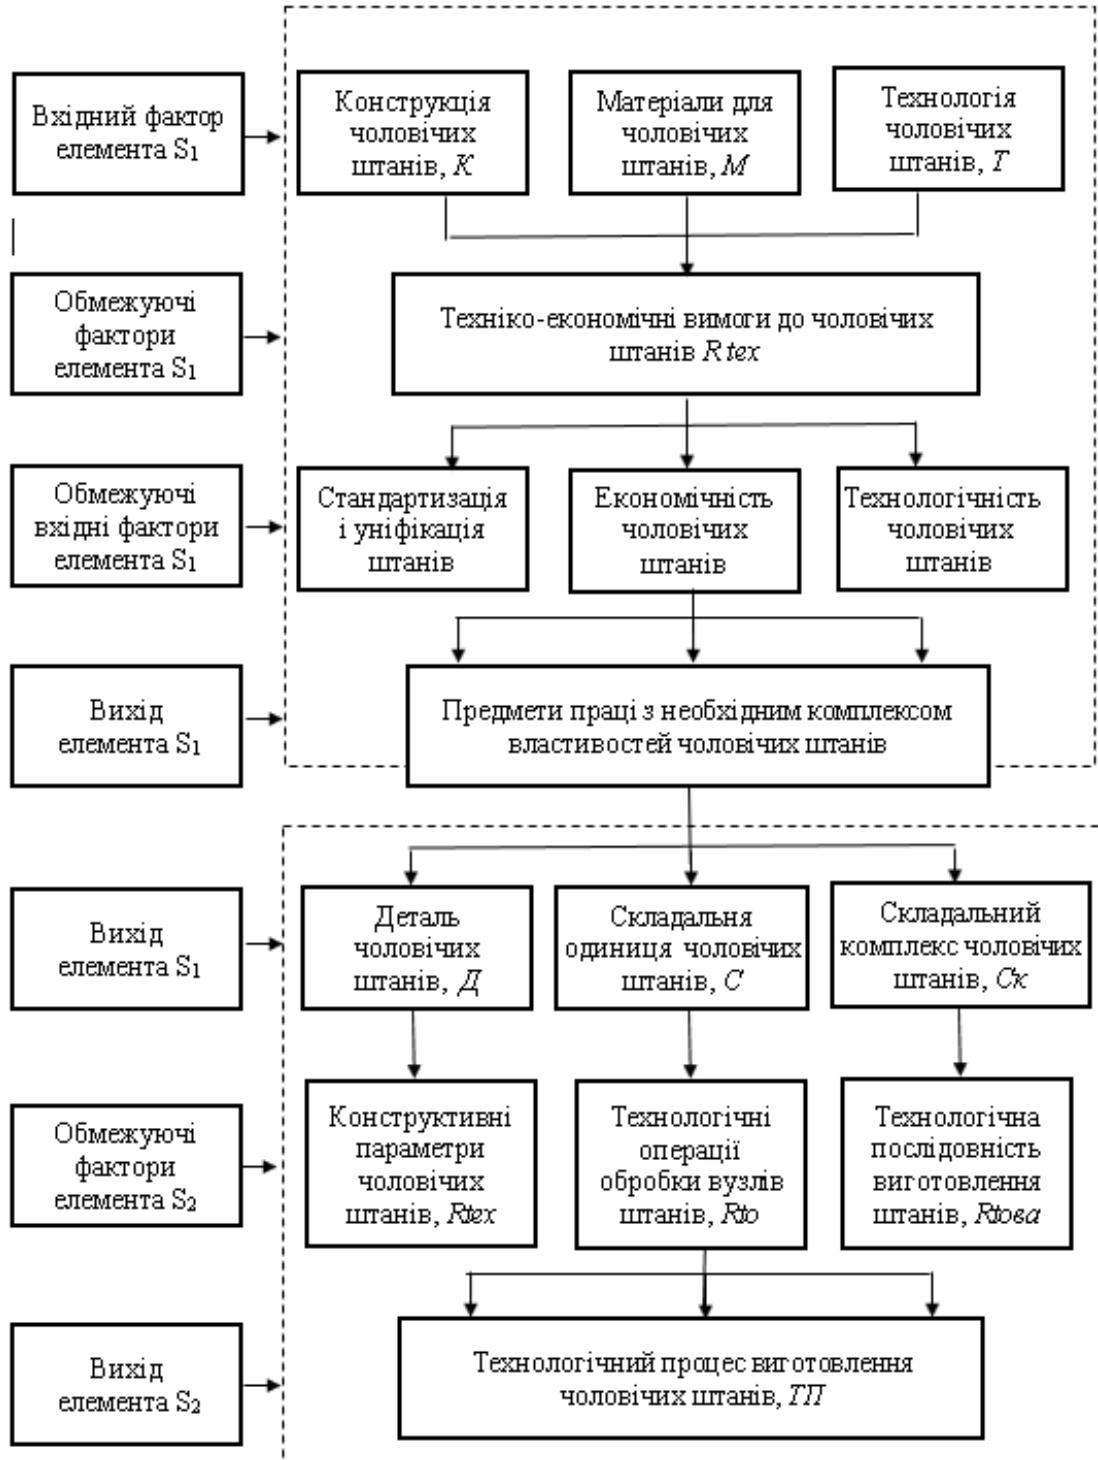 Вхідний фактор
елемента S1
Конструкція
чоловічих
штанів, К
Матеріали для
чоловічих
штанів, М
Технологія
чоловічих
штанів, Т
Обмежуючі
фактори
елемента S1
Техніко-економічні вимоги до чоловічих
штанів Rtex
Обмежуючі
вхідні фактори
елемента S1
Стандартизація
і уніфікація
штанів
Економічність
чоловічих
штанів
Технологічність
чоловічих
штанів
Вихід
елемента S1
Предмети праці з необхідним комплексом
властивостей чоловічих штанів
Вихід
елемента S1
Деталь
чоловічих
штанів, Д
Складальня
одиниця чоловічих
штанів, С
Складальний
комплекс чоловічих
штанів, Ск
Обмежуючі
фактори
елемента S2
Конструктивні
параметри
чоловічих
штанів, Rtex
Технологічні
операції
обробки вузлів
штанів, Rto
Технологічна
послідовність
виготовлення
штанів, Rtова
Вихід
елемента S2
Технологічний процес виготовлення
чоловічих штанів, ТП